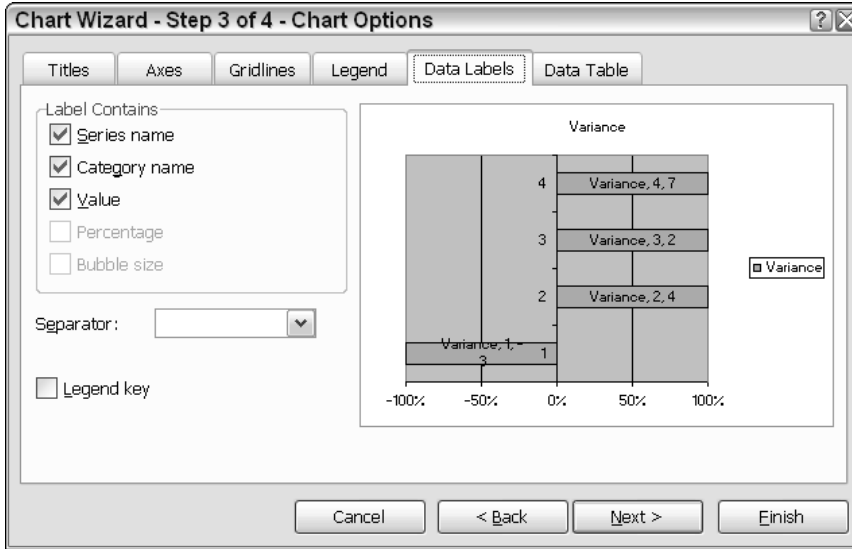 Chart Wizard - Step 3 of 4 - Chart Options
Titles Axes Gridlines Legend Data Labels Data Table
Label Contains
Series name
Category name
Value
Percentage
Bubble size
Separator:
Legend key
Variance
4 Variance, 4, 7
3 Variance, 3, 2
2 Variance, 2, 4
Variance, 1, -
3
1
-100% -50% 0% 50% 100%
Variance
Cancel < Back Next > Finish